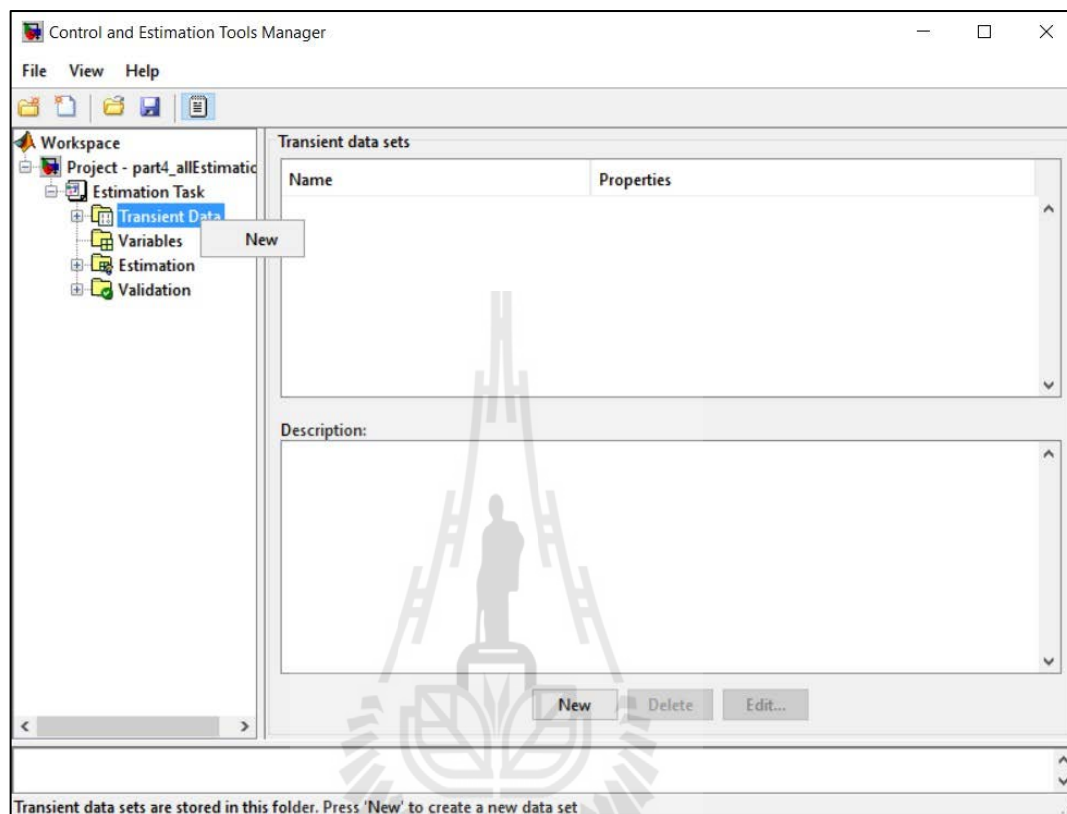 Control and Estimation Tools Manager
File View Help
Workspace
Project - part4_allEstimatic
Estimation Task
Transient Data
Variables
Estimation
Validation
New
Transient data sets
Name Properties
Description:
New Delete Edit...
Transient data sets are stored in this folder. Press 'New' to create a new data set